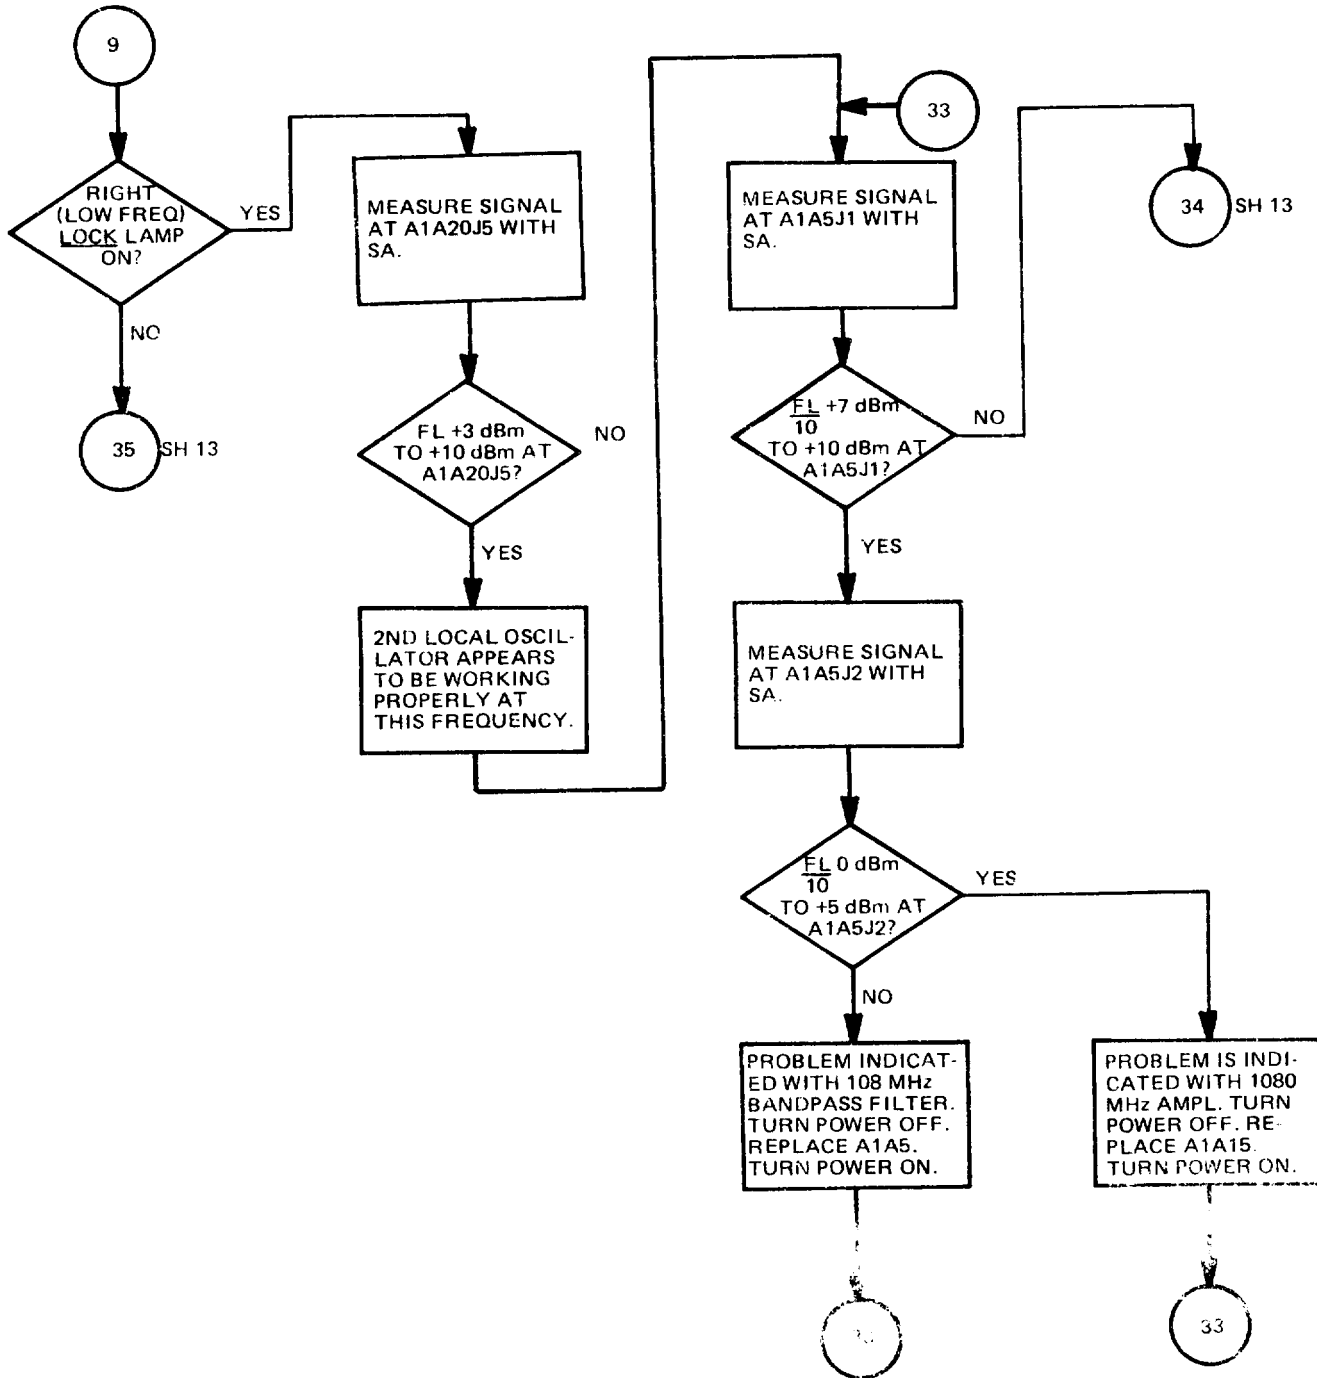 9
RIGHT
(LOW FREQ)
LOCK LAMP
ON?
YES
NO
35
SH 13
MEASURE SIGNAL
AT A1A20J5 WITH
SA.
FL +3 dBm
TO +10 dBm AT
A1A20J5?
NO
YES
2ND LOCAL OSCIL-
LATOR APPEARS
TO BE WORKING
PROPERLY AT
THIS FREQUENCY.
33
MEASURE SIGNAL
AT A1A5J1 WITH
SA.
FL +7 dBm
10
TO +10 dBm AT
A1A5J1?
NO
34
SH 13
YES
MEASURE SIGNAL
AT A1A5J2 WITH
SA.
FL 0 dBm
10
TO +5 dBm AT
A1A5J2?
YES
NO
PROBLEM INDICAT-
ED WITH 108 MHz
BANDPASS FILTER.
TURN POWER OFF.
REPLACE A1A5.
TURN POWER ON.
PROBLEM IS INDI-
CATED WITH 1080
MHz AMPL. TURN
POWER OFF. RE-
PLACE A1A15.
TURN POWER ON.
33